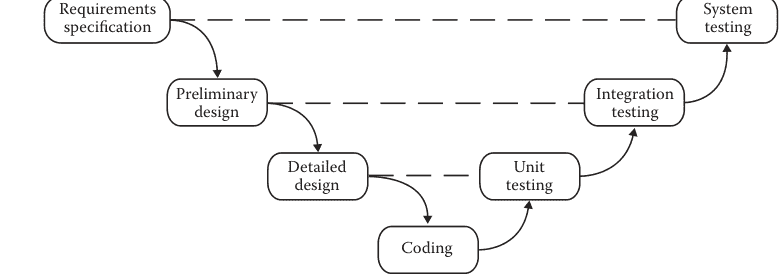 Requirements
specification
System
testing
Preliminary
design
Integration
testing
Detailed
design
Unit
testing
Coding